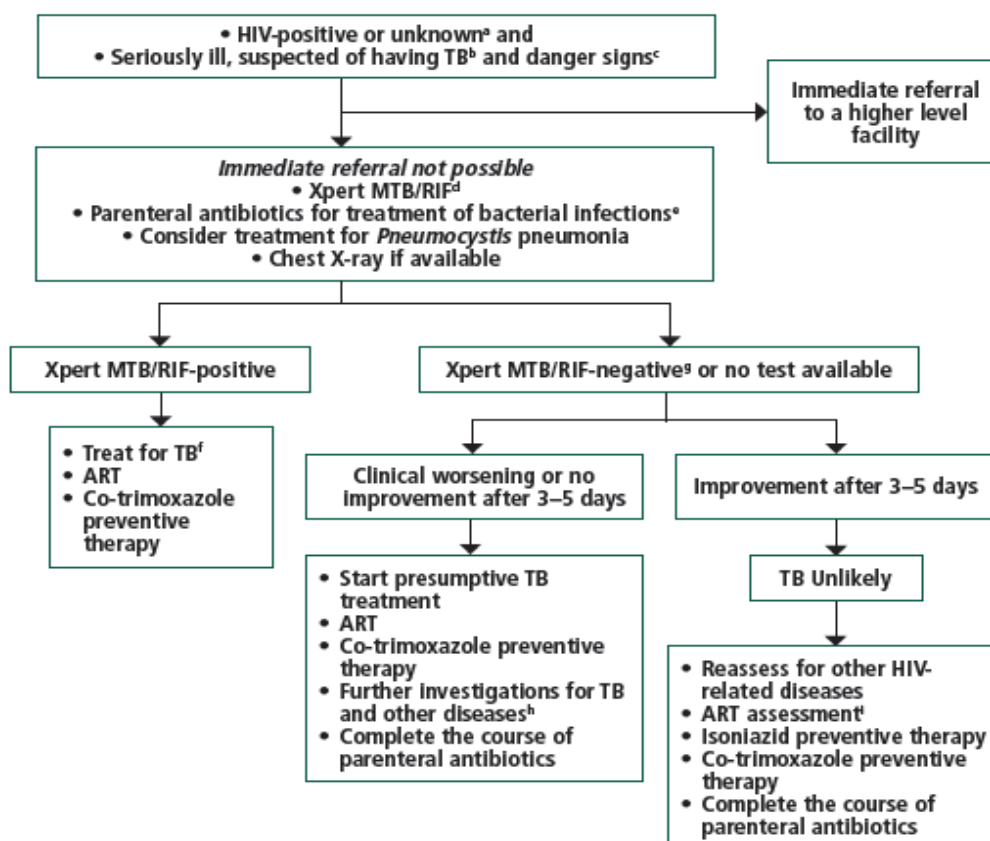 • HIV-positive or unknownᵃ and
• Seriously ill, suspected of having TBᵇ and danger signsᶜ
Immediate referral
to a higher level
facility
Immediate referral not possible
• Xpert MTB/RIFᵈ
• Parenteral antibiotics for treatment of bacterial infectionsᵉ
• Consider treatment for Pneumocystis pneumonia
• Chest X-ray if available
Xpert MTB/RIF-positive
Xpert MTB/RIF-negativeᵍ or no test available
• Treat for TBᶠ
• ART
• Co-trimoxazole
preventive
therapy
Clinical worsening or no
improvement after 3–5 days
Improvement after 3–5 days
• Start presumptive TB
treatment
• ART
• Co-trimoxazole preventive
therapy
• Further investigations for TB
and other diseasesʰ
• Complete the course of
parenteral antibiotics
TB Unlikely
• Reassess for other HIV-
related diseases
• ART assessmentⁱ
• Isoniazid preventive therapy
• Co-trimoxazole preventive
therapy
• Complete the course of
parenteral antibiotics